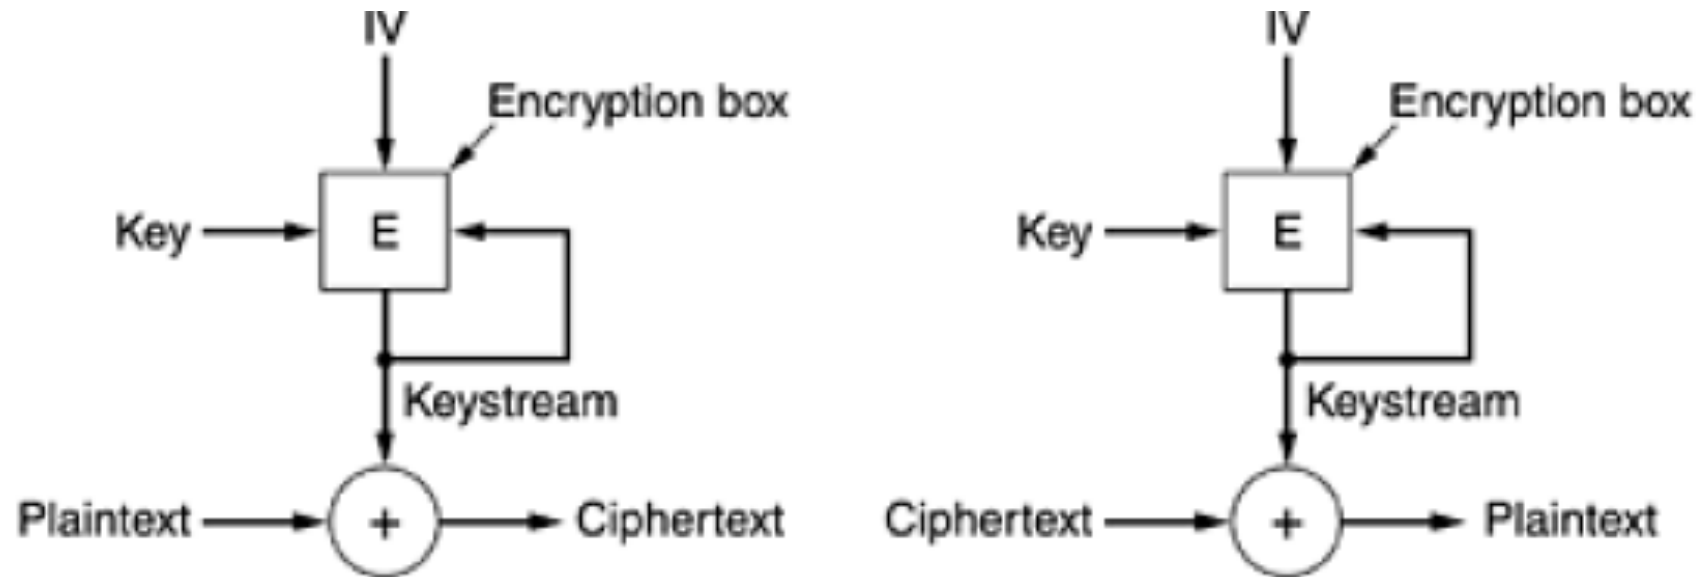 IV
Encryption box
Key
E
Keystream
Plaintext
+
Ciphertext
IV
Encryption box
Key
E
Keystream
Ciphertext
+
Plaintext